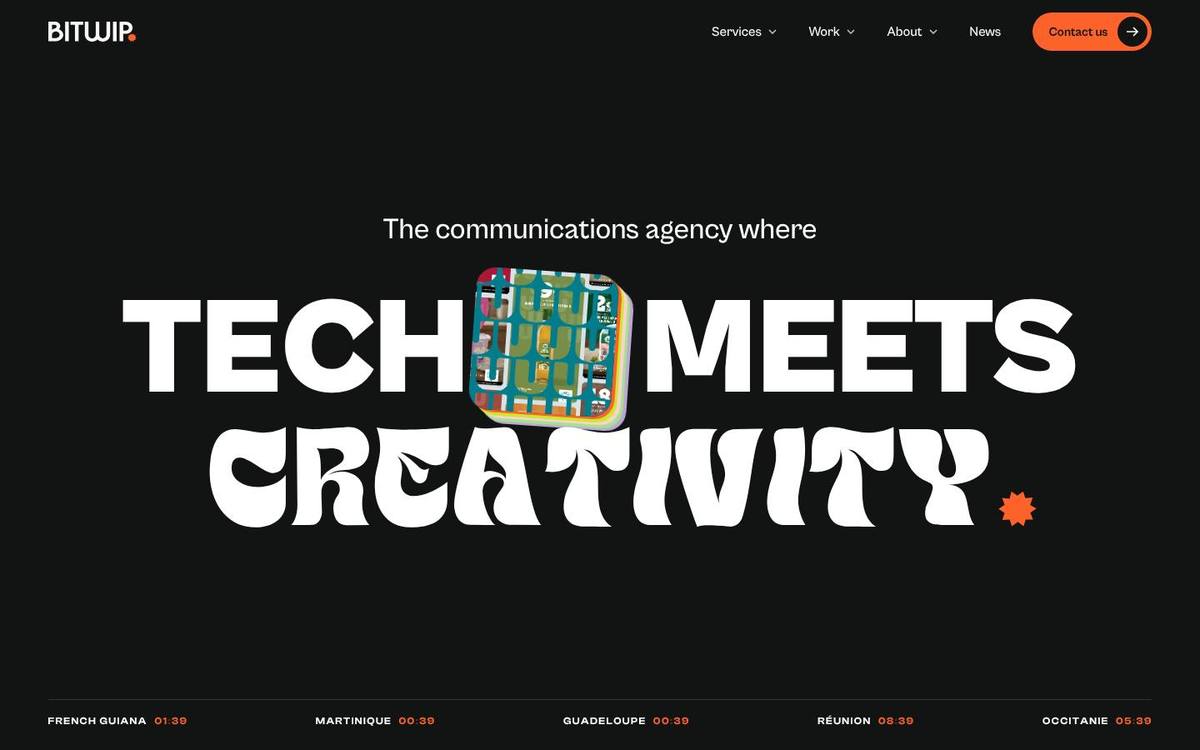 BITWIP.
Services Work About News Contact us
The communications agency where
TECH MEETS
CREATIVITY
FRENCH GUIANA 01:39 MARTINIQUE 00:39 GUADELOUPE 00:39 RÉUNION 08:39 OCCITANIE 05:39